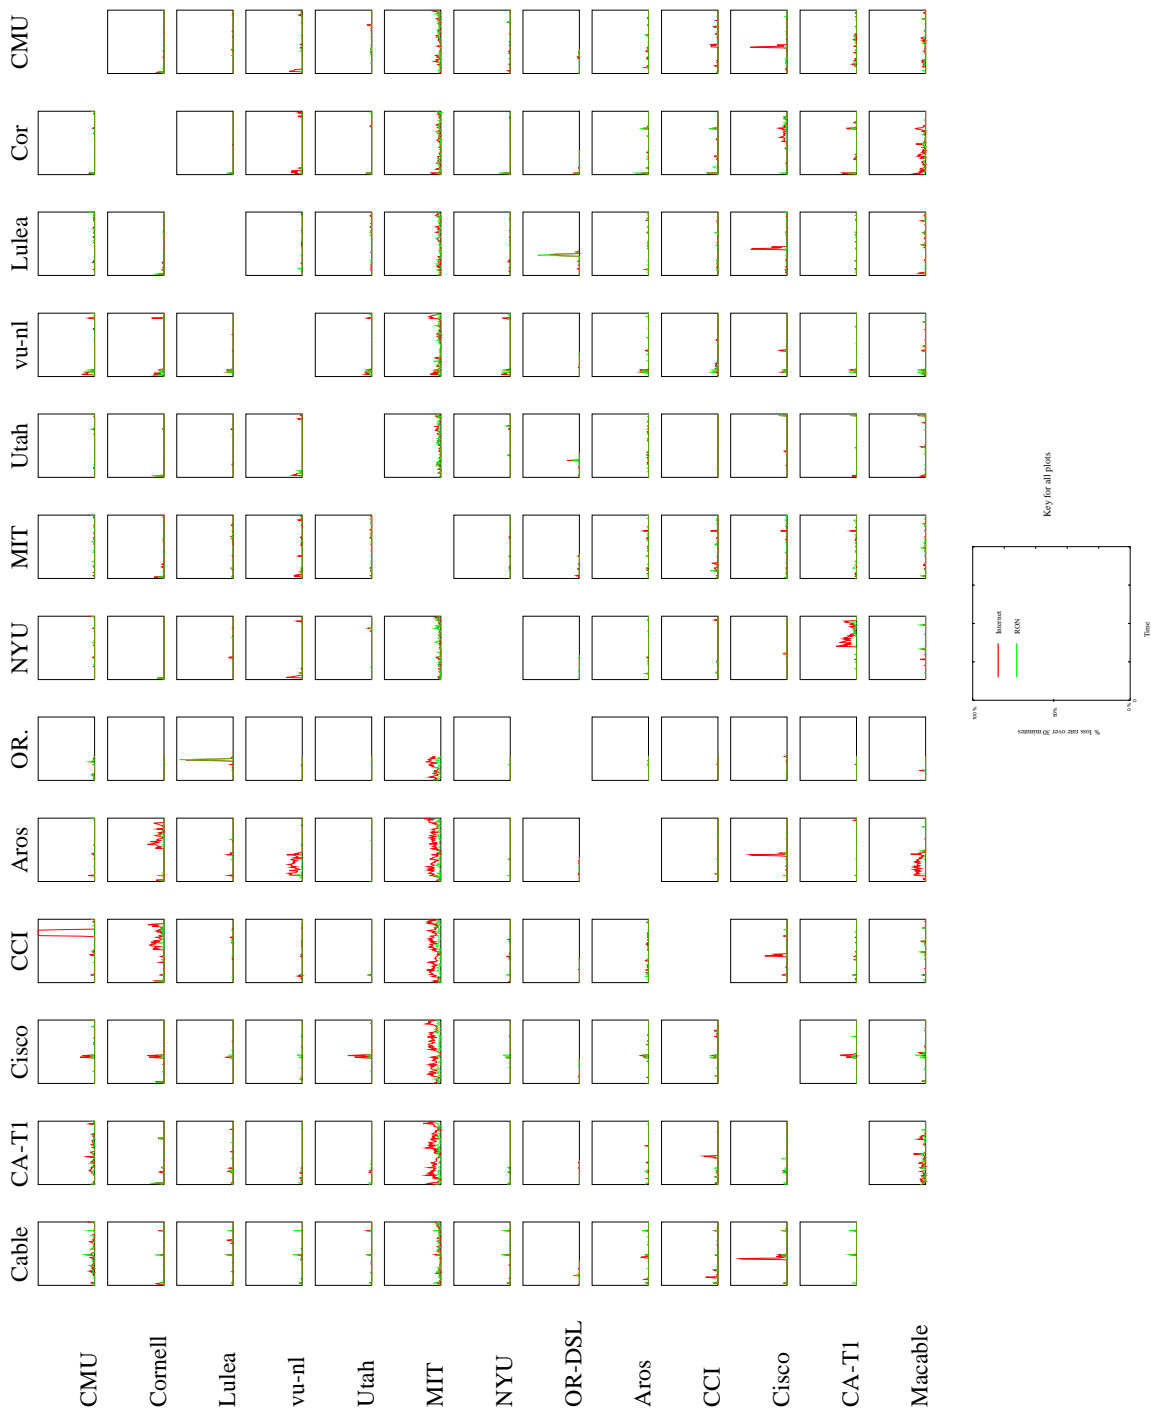 CMU
Cor
Lulea
vu-nl
Utah
MIT
NYU
OR.
Aros
CCI
Cisco
CA-T1
Cable
CMU
Cornell
Lulea
vu-nl
Utah
MIT
NYU
OR-DSL
Aros
CCI
Cisco
CA-T1
Macable
Key for all plots
Internet
RON
100 %
50%
0 %
0
Time
% loss rate over 30 minutes